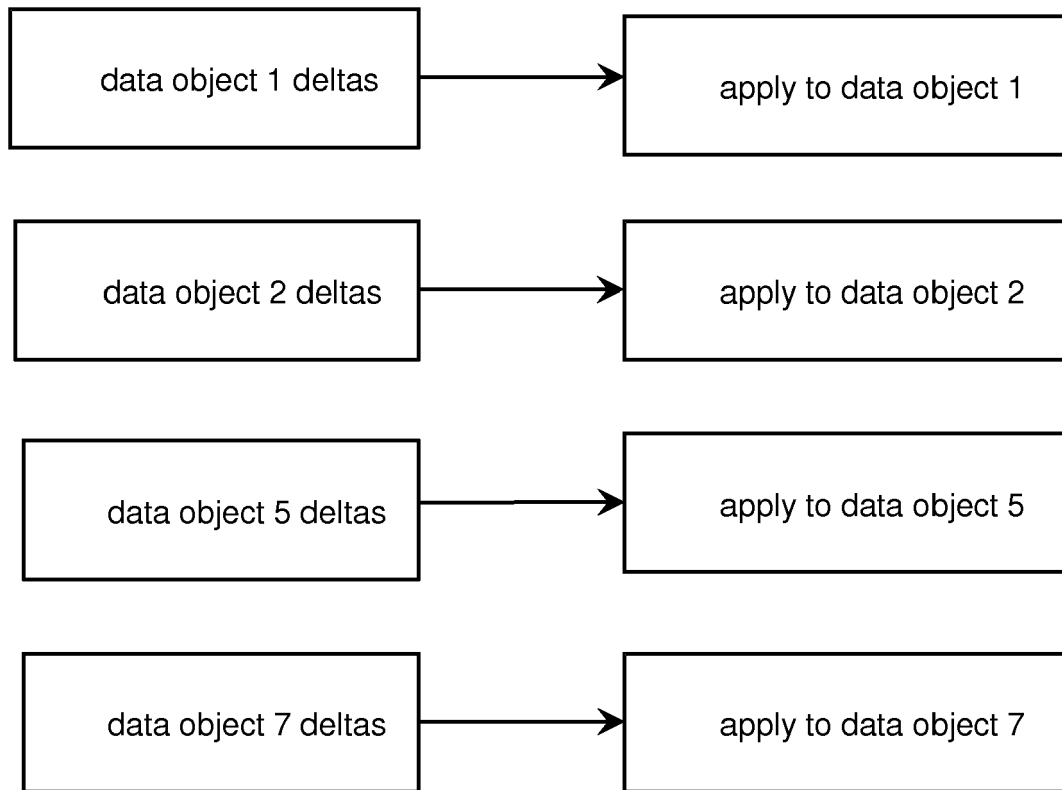 data object 1 deltas
apply to data object 1
data object 2 deltas
apply to data object 2
data object 5 deltas
apply to data object 5
data object 7 deltas
apply to data object 7